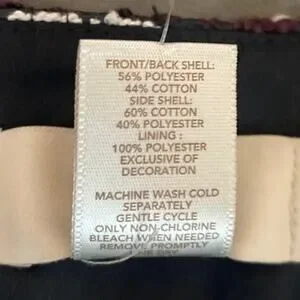 FRONT/BACK SHELL:
56% POLYESTER
44% COTTON
SIDE SHELL:
60% COTTON
40% POLYESTER
LINING :
100% POLYESTER
EXCLUSIVE OF
DECORATION
MACHINE WASH COLD
SEPARATELY
GENTLE CYCLE
ONLY NON-CHLORINE
BLEACH WHEN NEEDED
REMOVE PROMPTLY